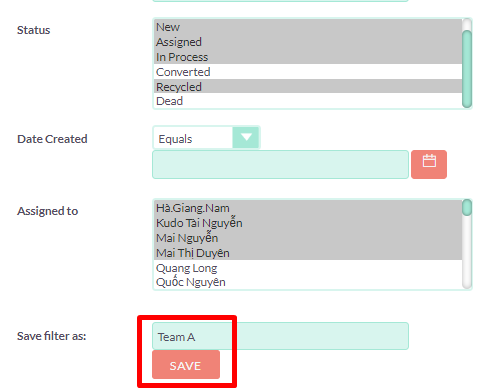 Status
New
Assigned
In Process
Converted
Recycled
Dead
Date Created
Equals
Assigned to
Hà.Giang.Nam
Kudo Tài Nguyễn
Mai Nguyễn
Mai Thị Duyên
Quang Long
Quốc Nguyên
Save filter as:
Team A
SAVE